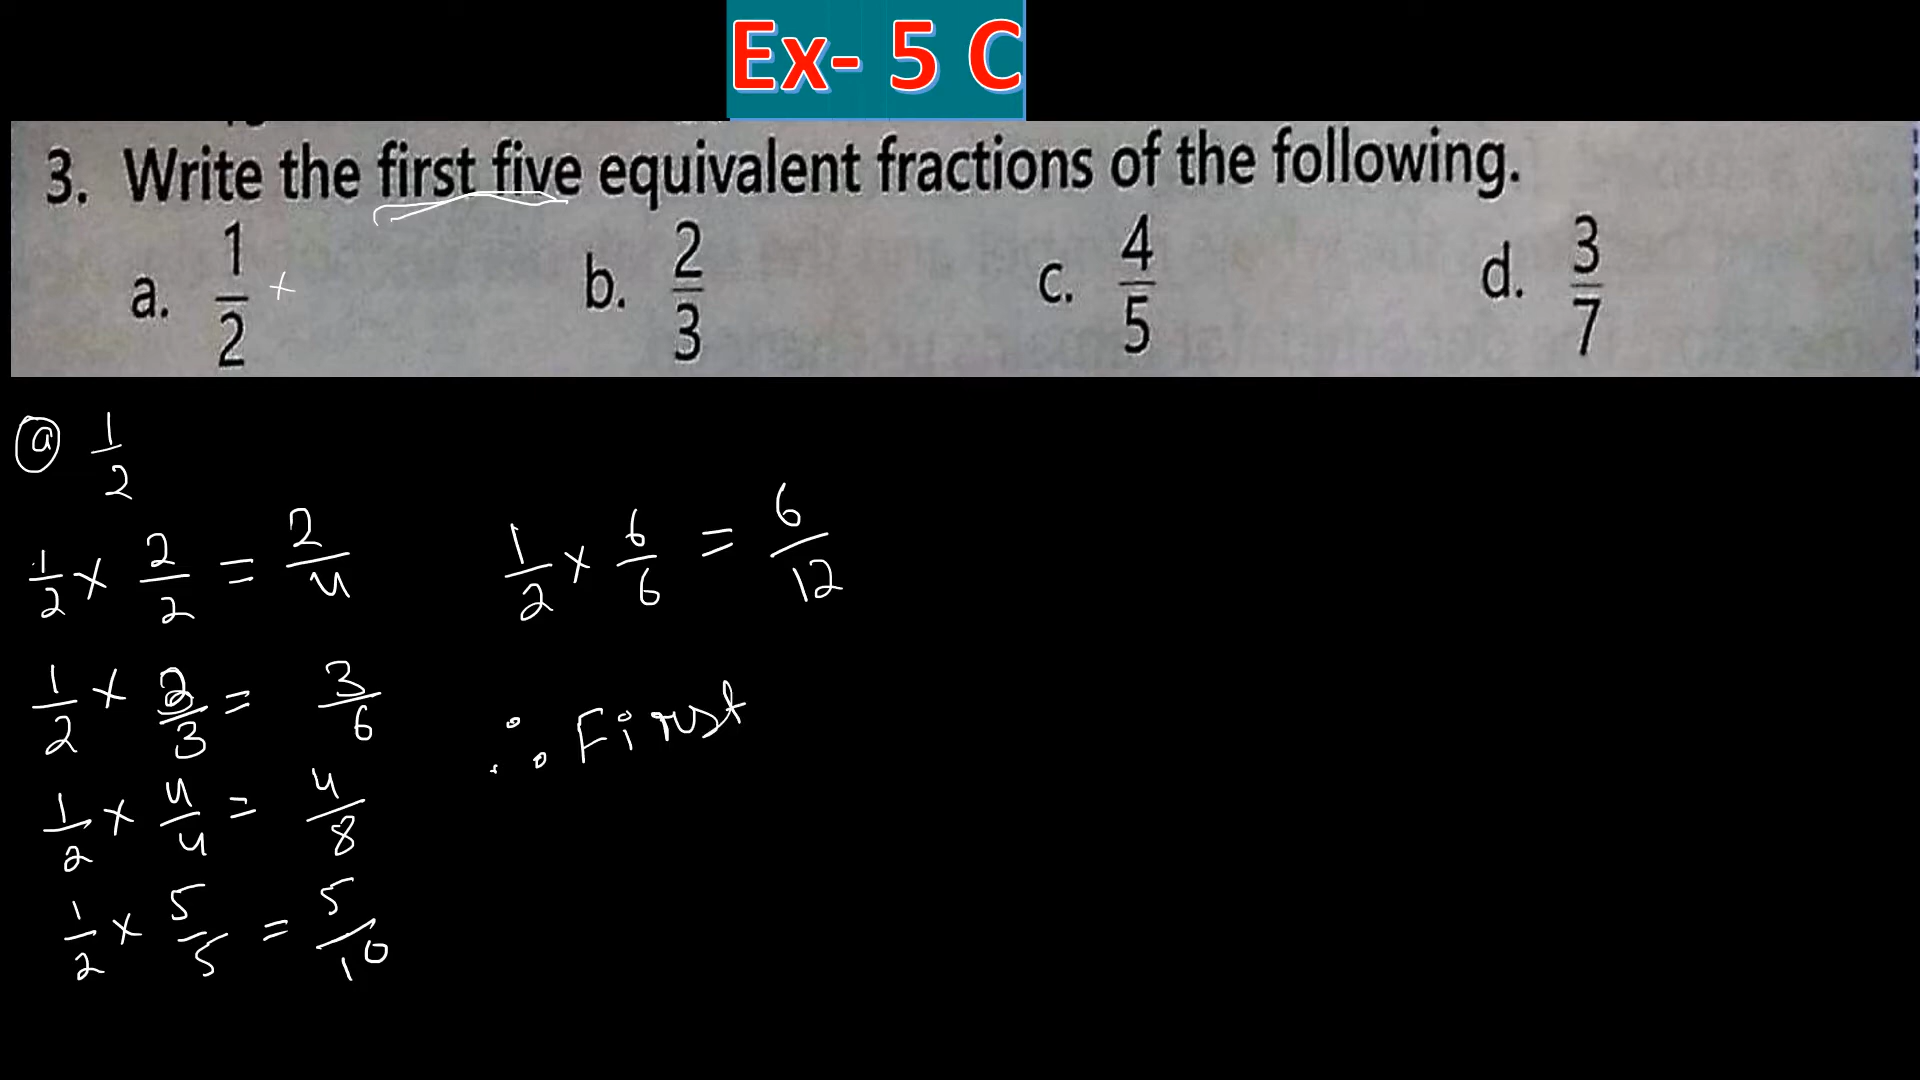 Ex- 5 C
3. Write the first five equivalent fractions of the following.
a. 1/2 +
b. 2/3
c. 4/5
d. 3/7
(a) 1/2
1/2 × 2/2 = 2/4
1/2 × 3/3 = 3/6
1/2 × 4/4 = 4/8
1/2 × 5/5 = 5/10
1/2 × 6/6 = 6/12
∴ First